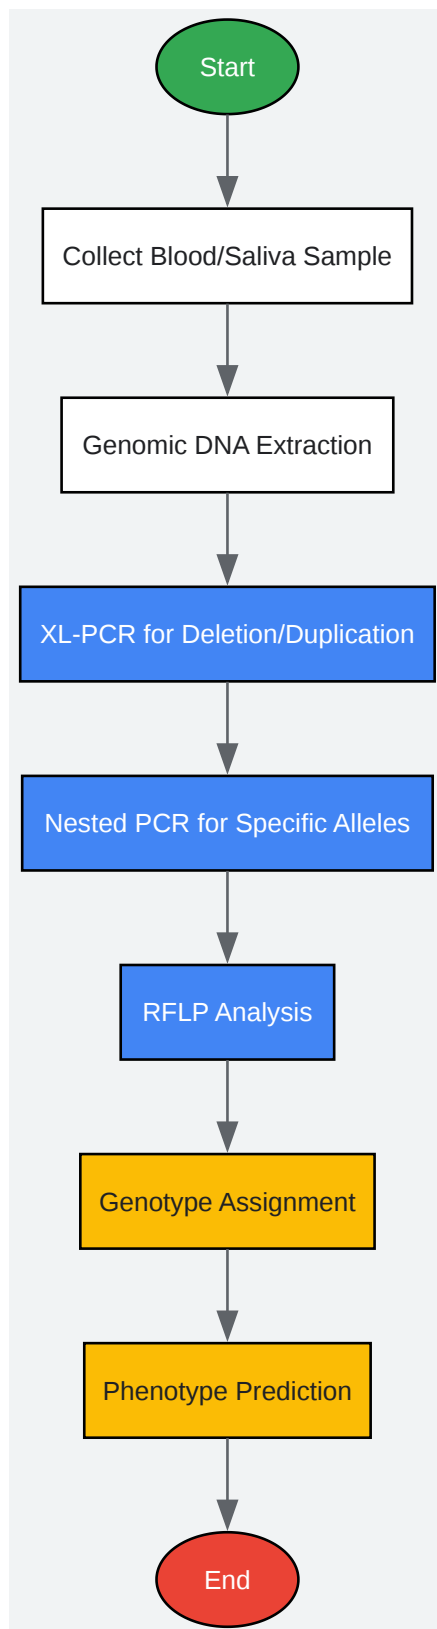 Start
Collect Blood/Saliva Sample
Genomic DNA Extraction
XL-PCR for Deletion/Duplication
Nested PCR for Specific Alleles
RFLP Analysis
Genotype Assignment
Phenotype Prediction
End